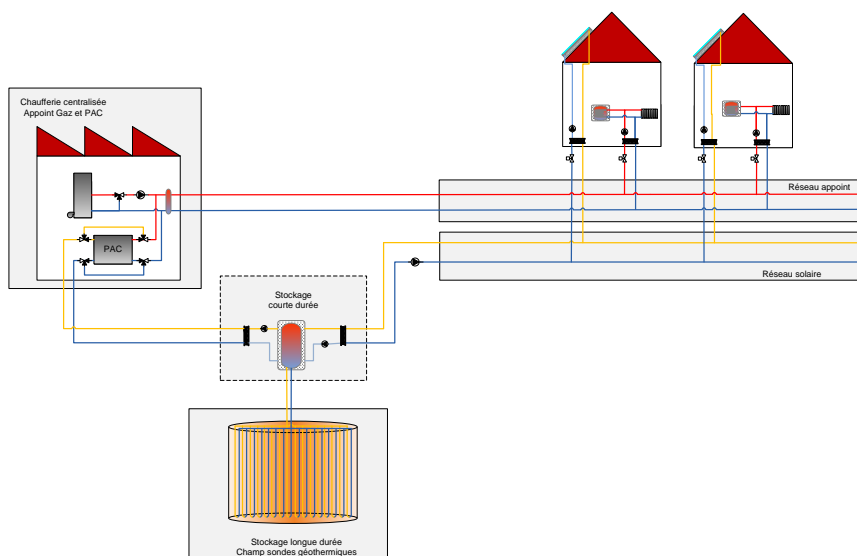 Chaufferie centralisée
Appoint Gaz et PAC
PAC
Réseau appoint
Réseau solaire
Stockage
courte durée
Stockage longue durée
Champ sondes géothermiques